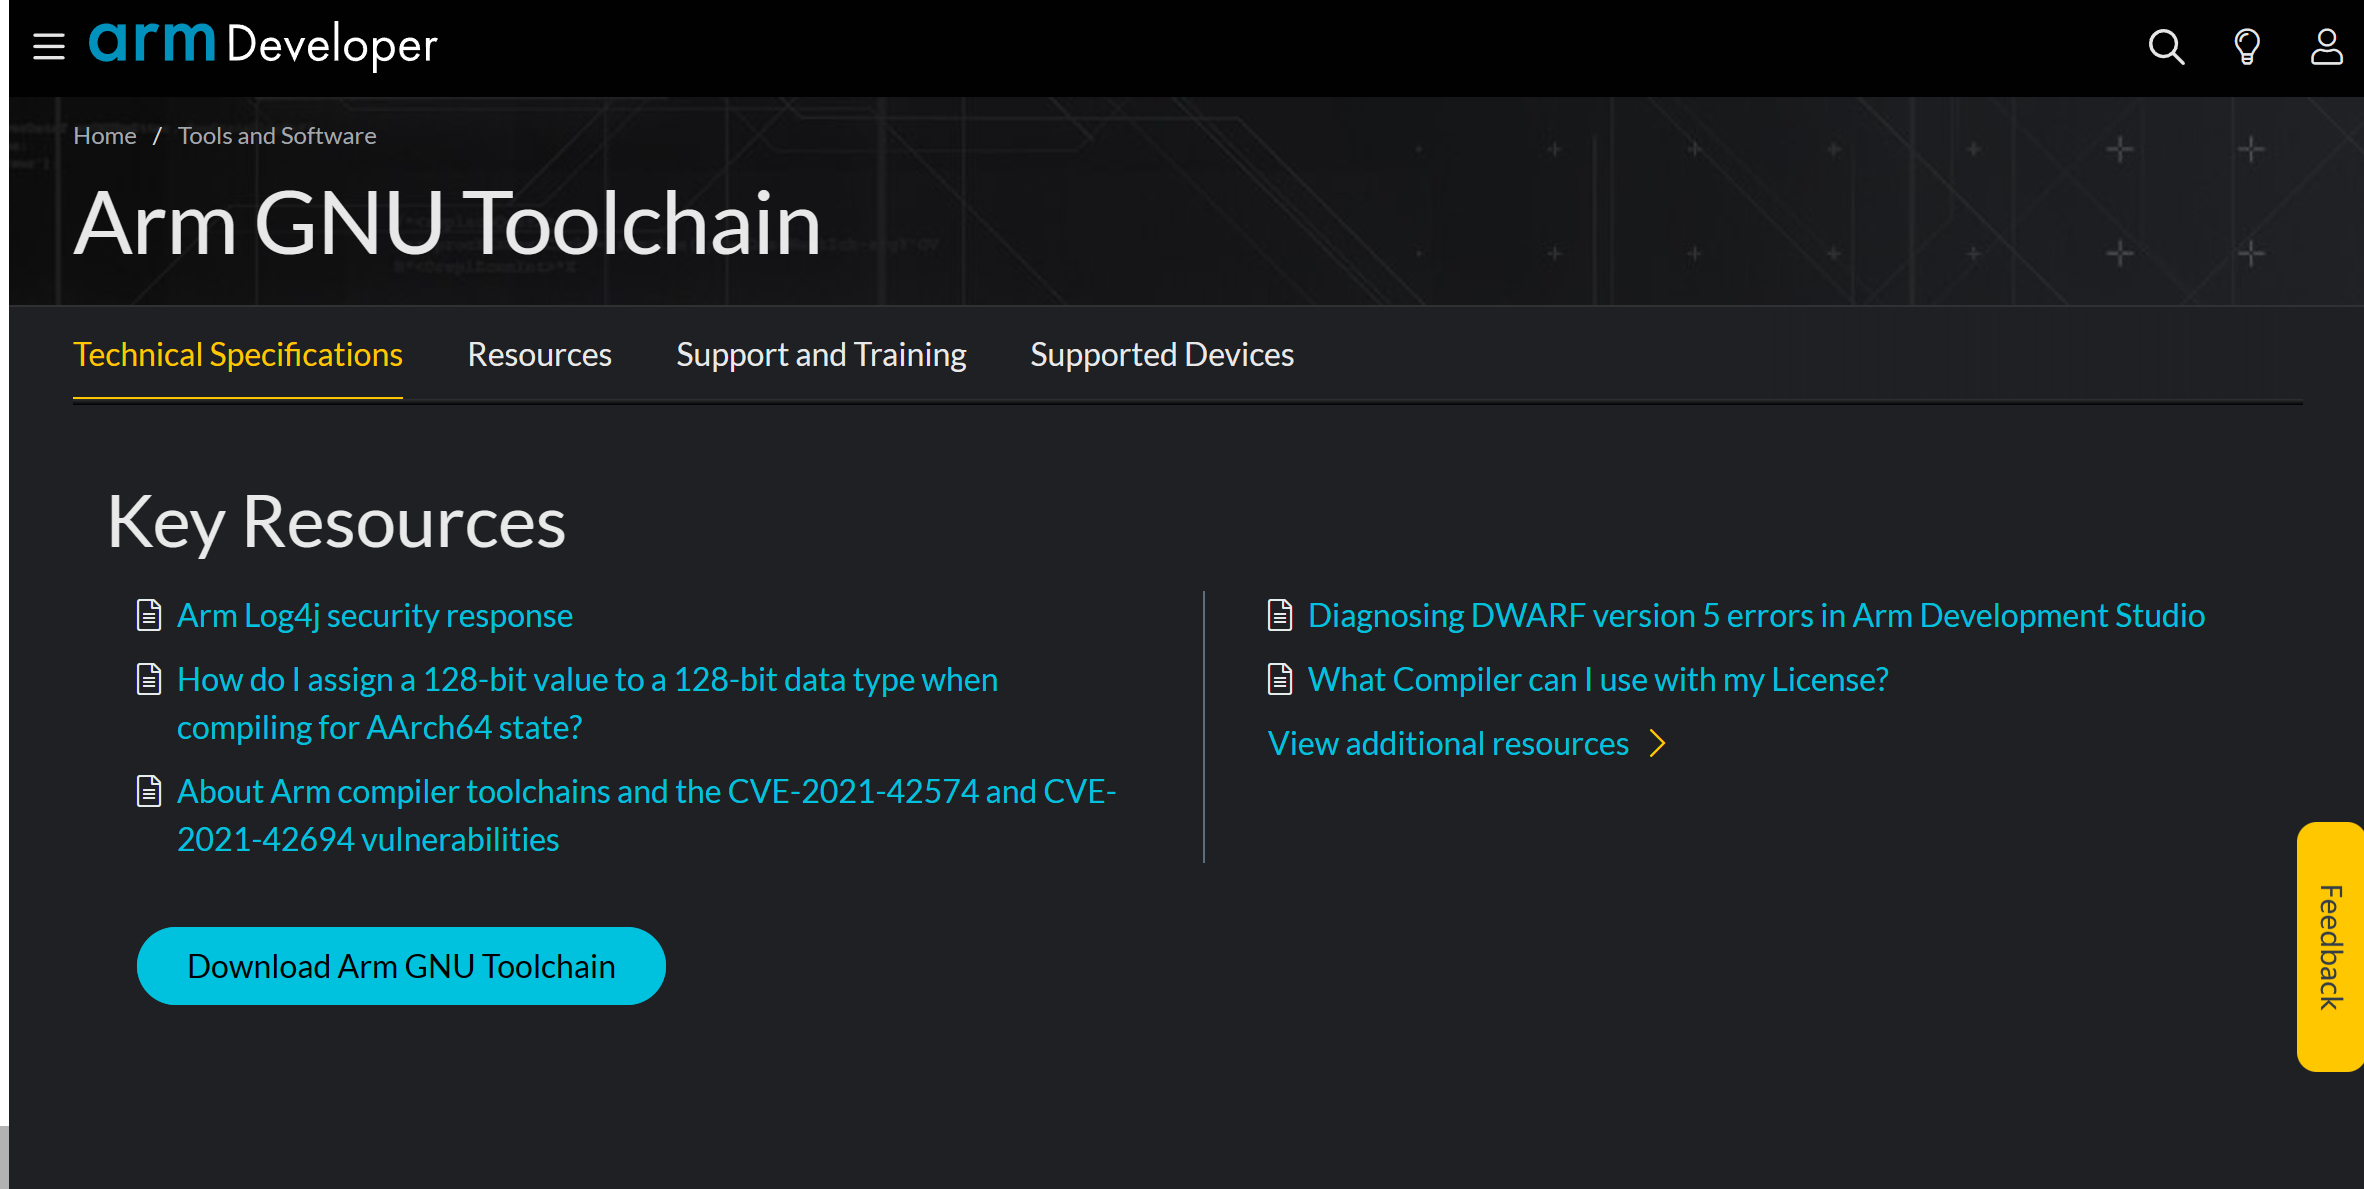 arm Developer
Home / Tools and Software
Arm GNU Toolchain
Technical Specifications
Resources
Support and Training
Supported Devices
Key Resources
Arm Log4j security response
How do I assign a 128-bit value to a 128-bit data type when
compiling for AArch64 state?
About Arm compiler toolchains and the CVE-2021-42574 and CVE-
2021-42694 vulnerabilities
Diagnosing DWARF version 5 errors in Arm Development Studio
What Compiler can I use with my License?
View additional resources
Download Arm GNU Toolchain
Feedback